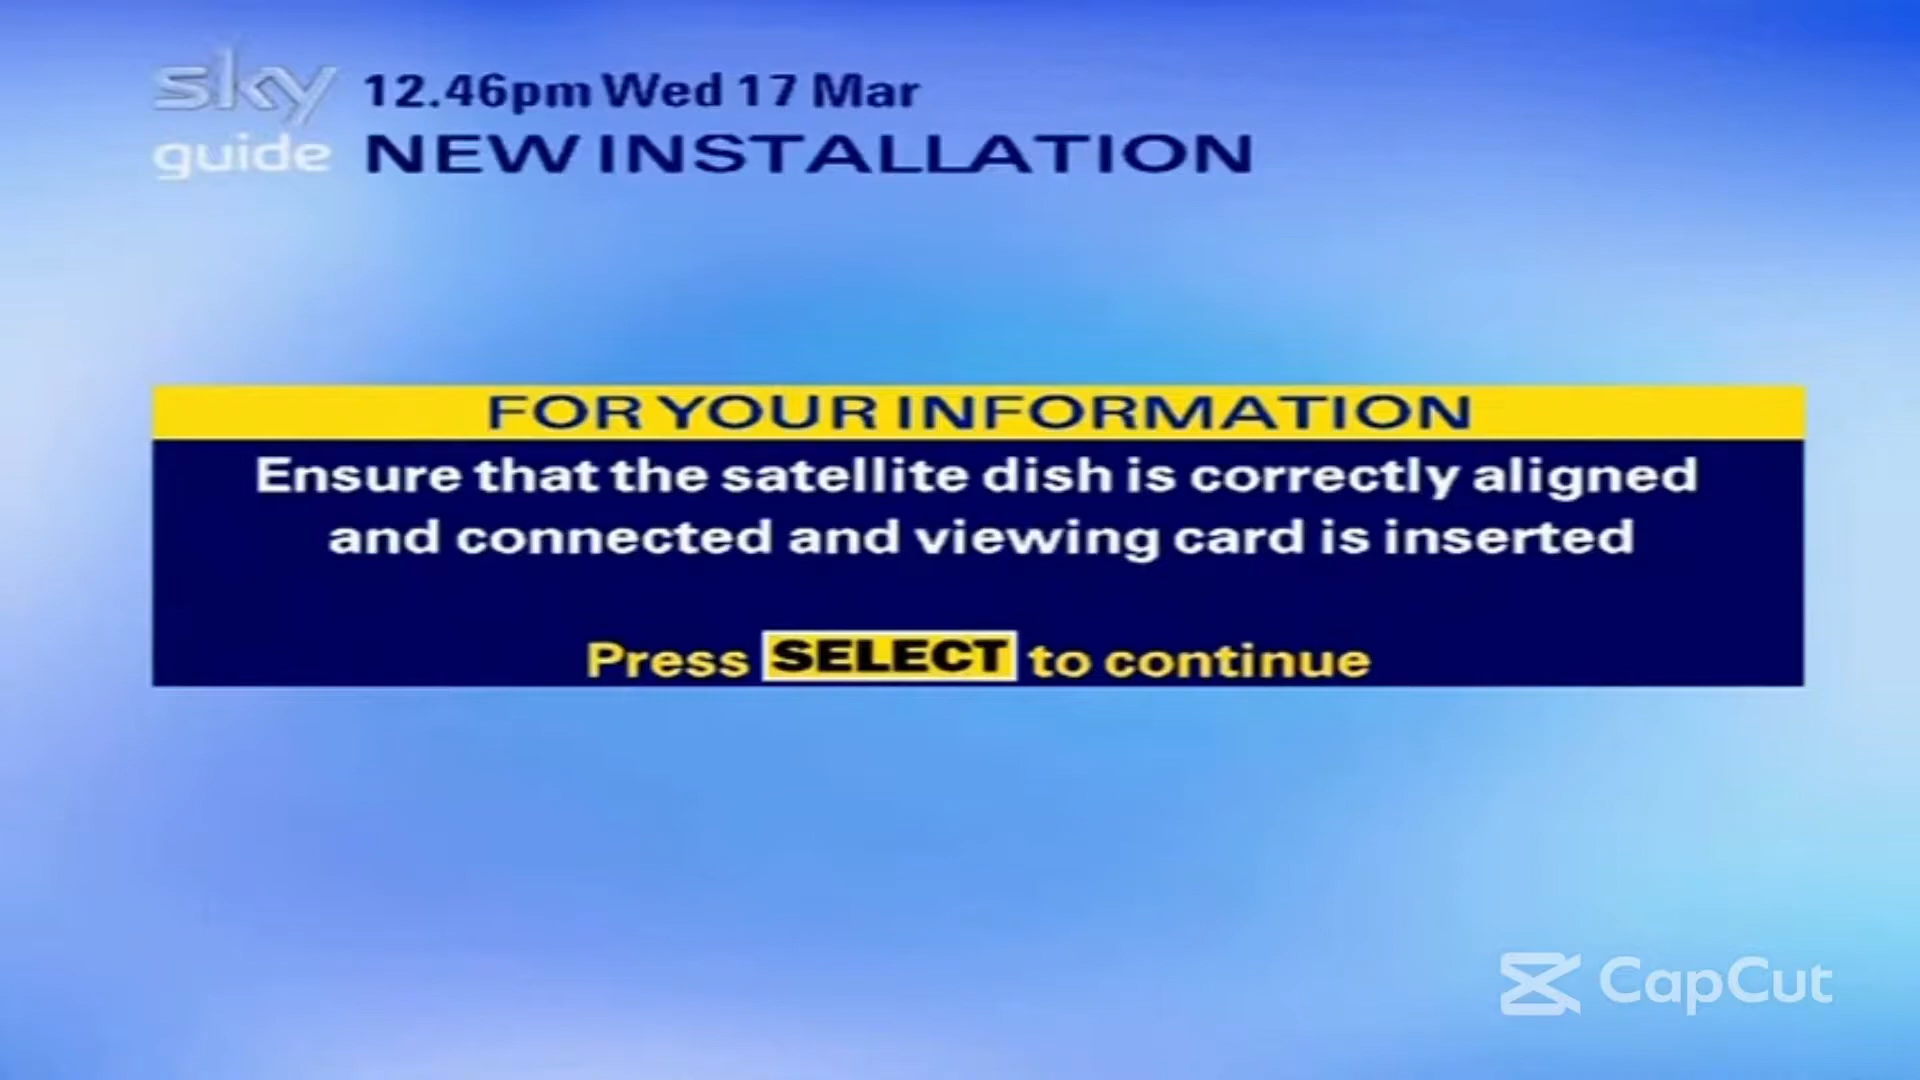 sky guide
12.46pm Wed 17 Mar
NEW INSTALLATION
FOR YOUR INFORMATION
Ensure that the satellite dish is correctly aligned
and connected and viewing card is inserted
Press SELECT to continue
CapCut